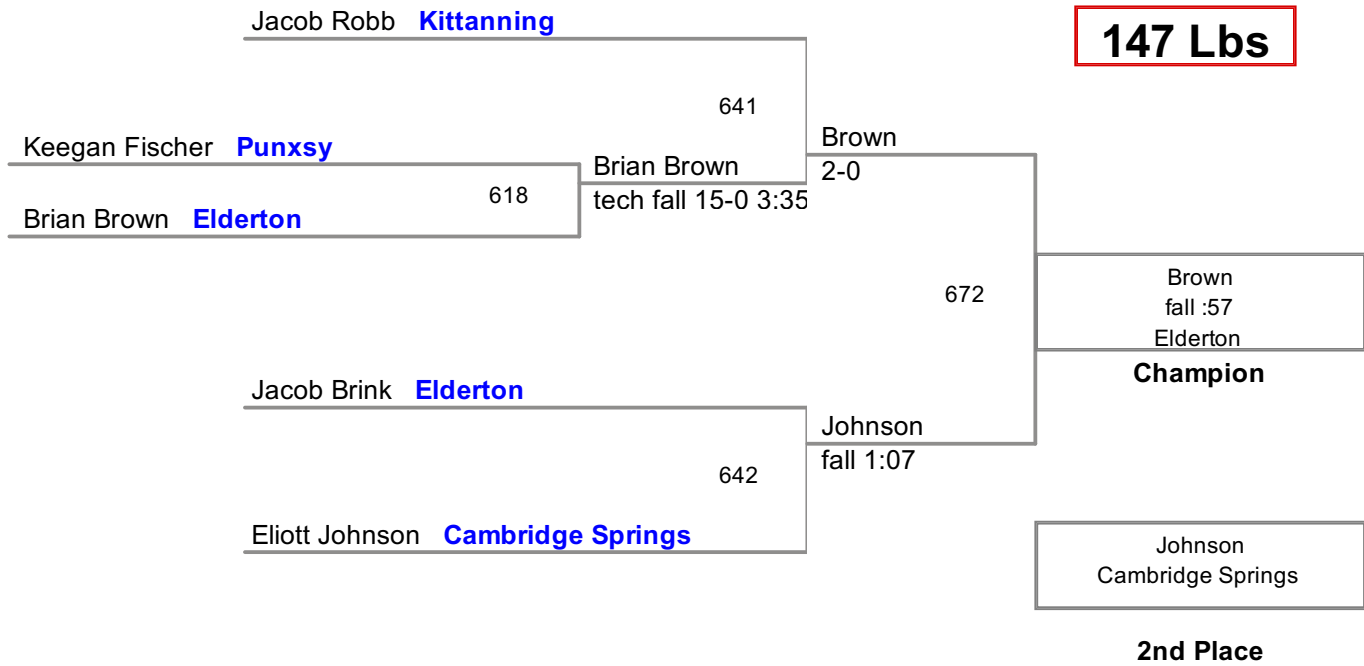 Jacob Robb Kittanning
147 Lbs
641
Keegan Fischer Punxsy
Brown
Brian Brown
2-0
618
tech fall 15-0 3:35
Brian Brown Elderton
672
Brown
fall :57
Elderton
Champion
Jacob Brink Elderton
Johnson
fall 1:07
642
Eliott Johnson Cambridge Springs
Johnson
Cambridge Springs
2nd Place